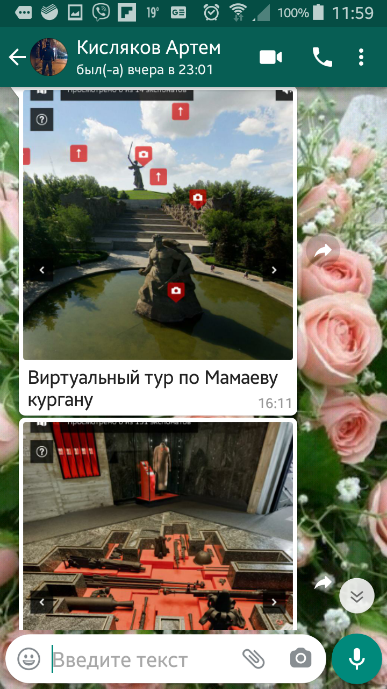 19°
100% 11:59
Кисляков Артем
был(-а) вчера в 23:01
Виртуальный тур по Мамаеву
кургану
16:11
Введите текст